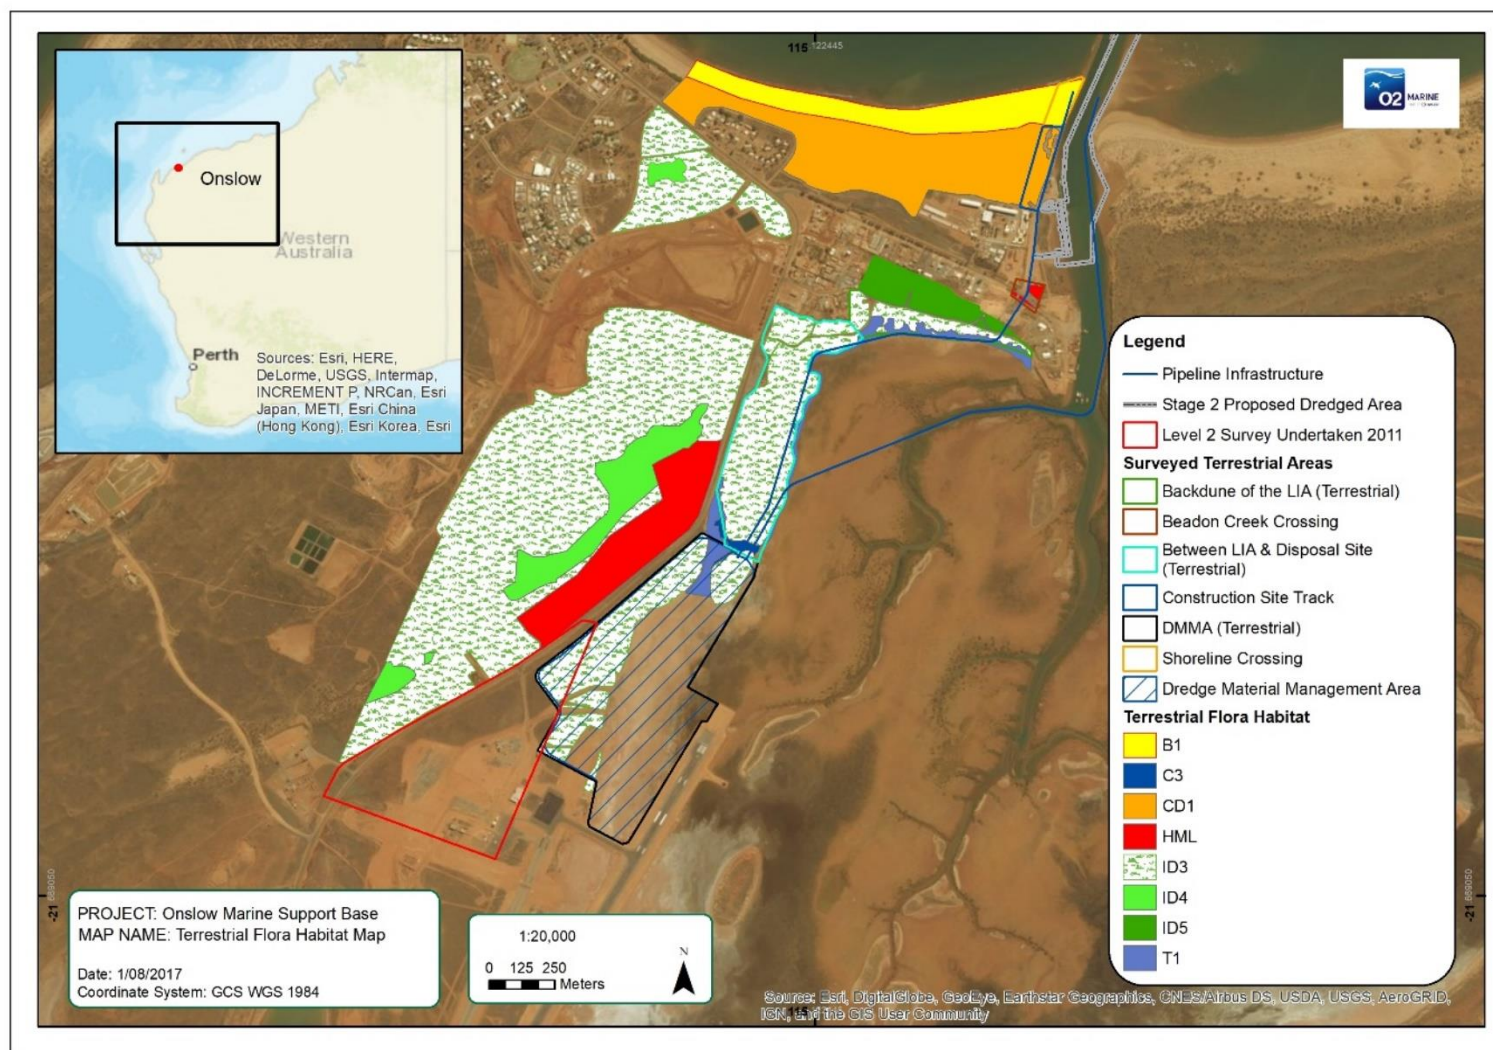 115 122445
O2 MARINE
Onslow
Western
Australia
Perth
Sources: Esri, HERE,
DeLorme, USGS, Intermap,
INCREMENT P, NRCan, Esri
Japan, METI, Esri China
(Hong Kong), Esri Korea, Esri
Legend
Pipeline Infrastructure
Stage 2 Proposed Dredged Area
Level 2 Survey Undertaken 2011
Surveyed Terrestrial Areas
Backdune of the LIA (Terrestrial)
Beadon Creek Crossing
Between LIA & Disposal Site
(Terrestrial)
Construction Site Track
DMMA (Terrestrial)
Shoreline Crossing
Dredge Material Management Area
Terrestrial Flora Habitat
B1
C3
CD1
HML
ID3
ID4
ID5
T1
-21 669050
-21 669050
PROJECT: Onslow Marine Support Base
MAP NAME: Terrestrial Flora Habitat Map
Date: 1/08/2017
Coordinate System: GCS WGS 1984
1:20,000
0 125 250
Meters
N
Source: Esri, DigitalGlobe, GeoEye, Earthstar Geographics, CNES/Airbus DS, USDA, USGS, AeroGRID,
IGN, and the GIS User Community
115